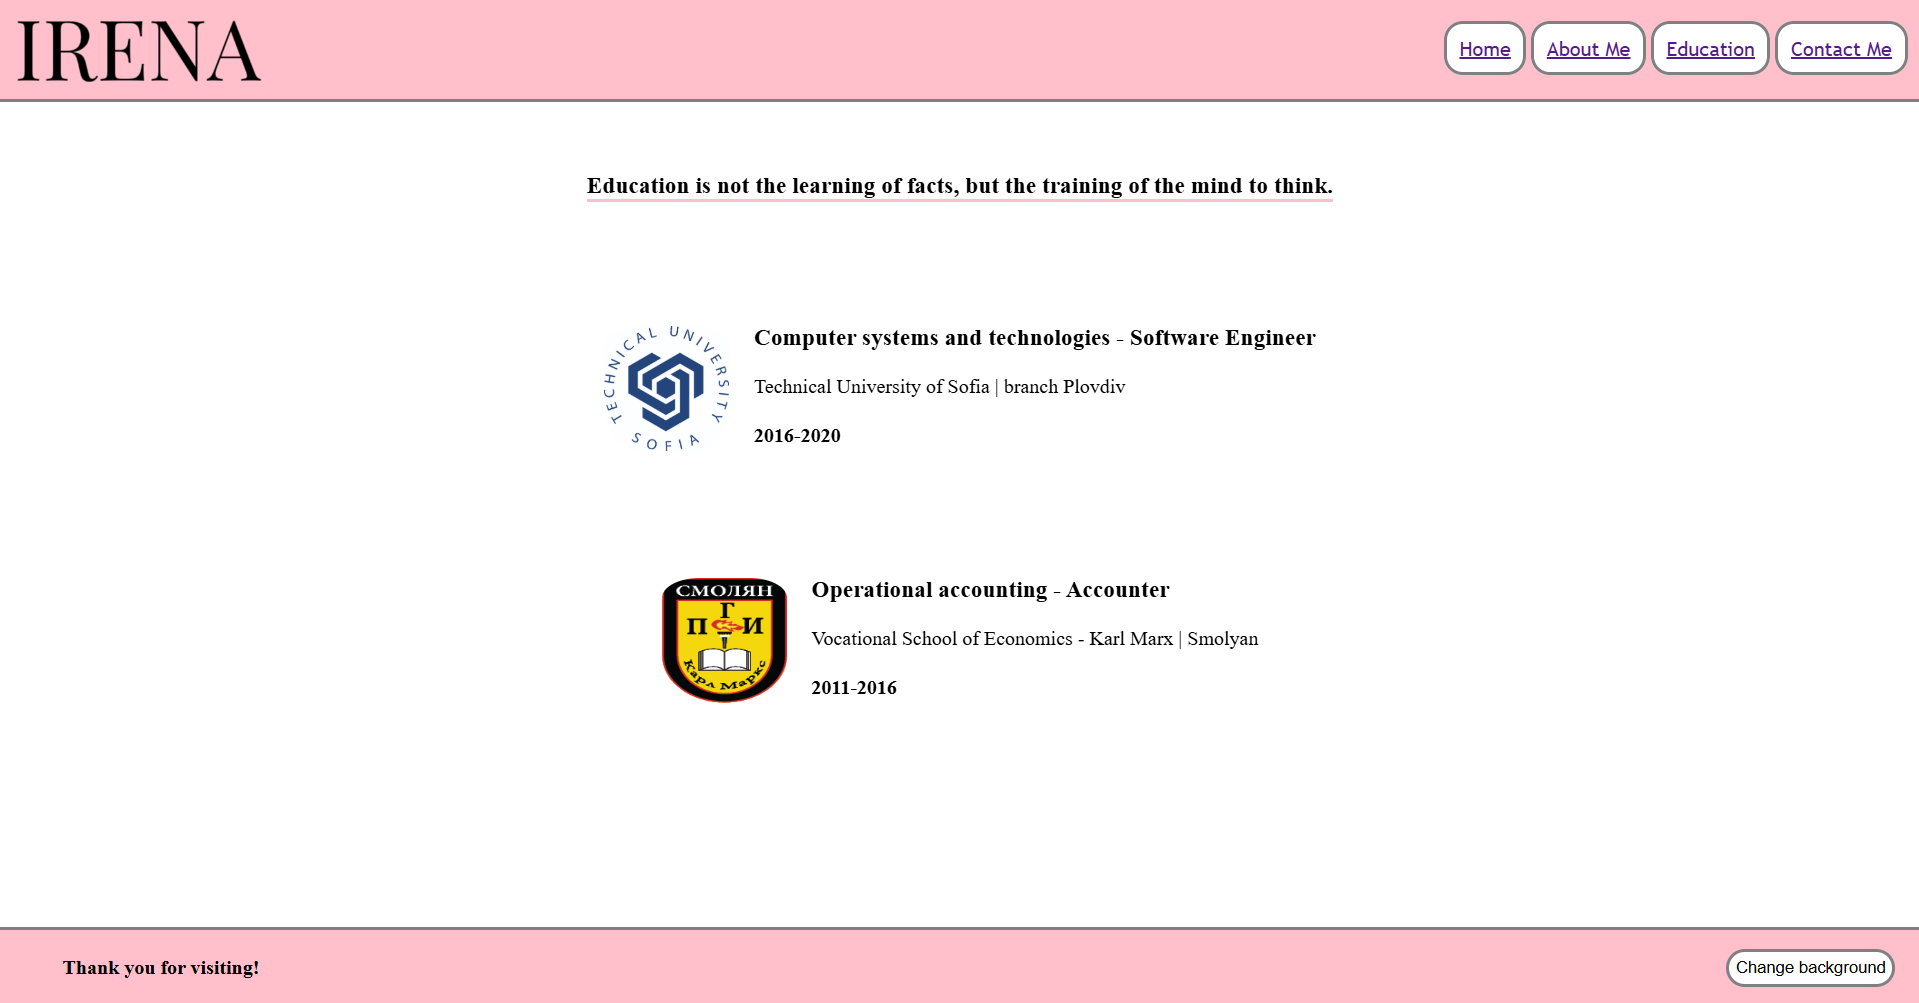 IRENA
Home About Me Education Contact Me
Education is not the learning of facts, but the training of the mind to think.
TECHNICAL UNIVERSITY
SOFIA
Computer systems and technologies - Software Engineer
Technical University of Sofia | branch Plovdiv
2016-2020
СМОЛЯН
Г
П И
Карл Маркс
Operational accounting - Accounter
Vocational School of Economics - Karl Marx | Smolyan
2011-2016
Thank you for visiting!
Change background